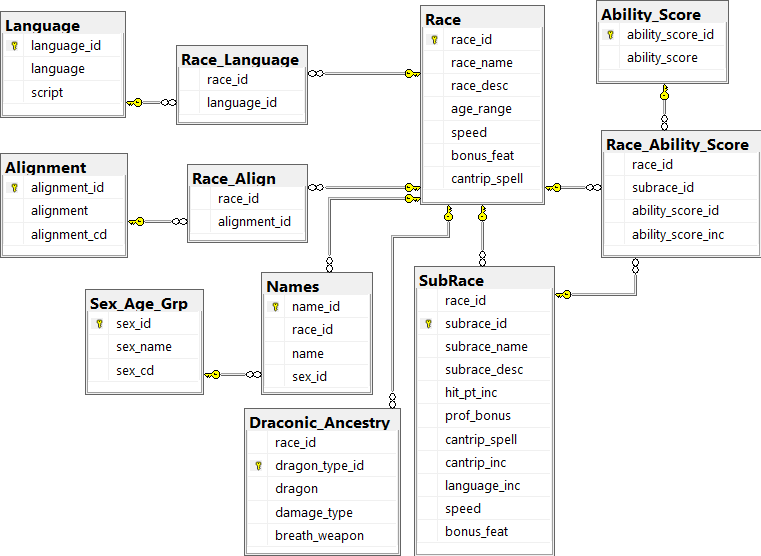 Language
language_id
language
script
Race_Language
race_id
language_id
Race
race_id
race_name
race_desc
age_range
speed
bonus_feat
cantrip_spell
Ability_Score
ability_score_id
ability_score
Race_Ability_Score
race_id
subrace_id
ability_score_id
ability_score_inc
Alignment
alignment_id
alignment
alignment_cd
Race_Align
race_id
alignment_id
Sex_Age_Grp
sex_id
sex_name
sex_cd
Names
name_id
race_id
name
sex_id
SubRace
race_id
subrace_id
subrace_name
subrace_desc
hit_pt_inc
prof_bonus
cantrip_spell
cantrip_inc
language_inc
speed
bonus_feat
Draconic_Ancestry
race_id
dragon_type_id
dragon
damage_type
breath_weapon